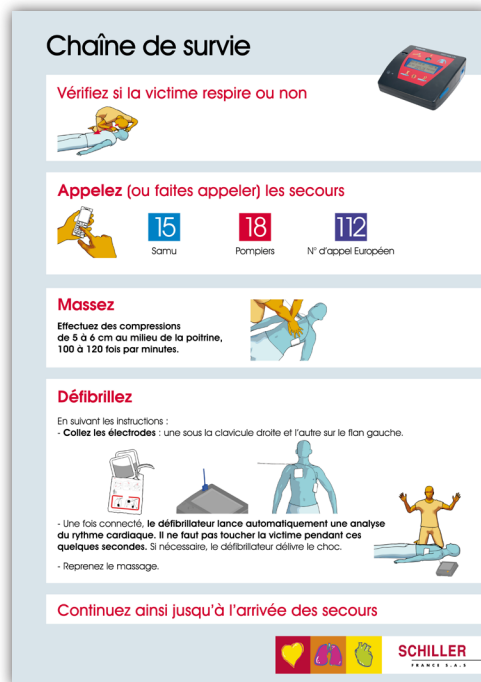 Chaîne de survie
Vérifiez si la victime respire ou non
Appelez (ou faites appeler) les secours
15
18
112
Samu
Pompiers
N° d'appel Européen
Massez
Effectuez des compressions
de 5 à 6 cm au milieu de la poitrine,
100 à 120 fois par minutes.
Défibrillez
En suivant les instructions :
- Collez les électrodes : une sous la clavicule droite et l'autre sur le flan gauche.
- Une fois connecté, le défibrillateur lance automatiquement une analyse
du rythme cardiaque. Il ne faut pas toucher la victime pendant ces
quelques secondes. Si nécessaire, le défibrillateur délivre le choc.
- Reprenez le massage.
Continuez ainsi jusqu'à l'arrivée des secours
SCHILLER
FRANCE S.A.S